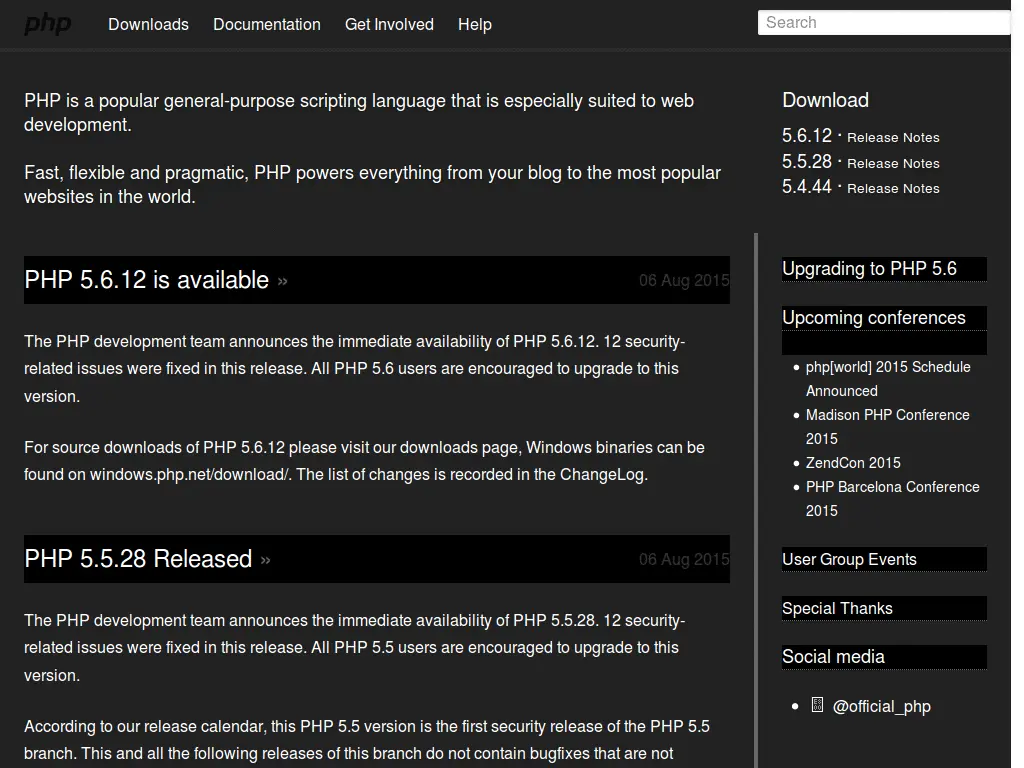 php Downloads Documentation Get Involved Help Search
PHP is a popular general-purpose scripting language that is especially suited to web
development.
Fast, flexible and pragmatic, PHP powers everything from your blog to the most popular
websites in the world.
PHP 5.6.12 is available » 06 Aug 2015
The PHP development team announces the immediate availability of PHP 5.6.12. 12 security-
related issues were fixed in this release. All PHP 5.6 users are encouraged to upgrade to this
version.
For source downloads of PHP 5.6.12 please visit our downloads page, Windows binaries can be
found on windows.php.net/download/. The list of changes is recorded in the ChangeLog.
PHP 5.5.28 Released » 06 Aug 2015
The PHP development team announces the immediate availability of PHP 5.5.28. 12 security-
related issues were fixed in this release. All PHP 5.5 users are encouraged to upgrade to this
version.
According to our release calendar, this PHP 5.5 version is the first security release of the PHP 5.5
branch. This and all the following releases of this branch do not contain bugfixes that are not
Download
5.6.12 · Release Notes
5.5.28 · Release Notes
5.4.44 · Release Notes
Upgrading to PHP 5.6
Upcoming conferences
• php[world] 2015 Schedule
Announced
• Madison PHP Conference
2015
• ZendCon 2015
• PHP Barcelona Conference
2015
User Group Events
Special Thanks
Social media
• @official_php